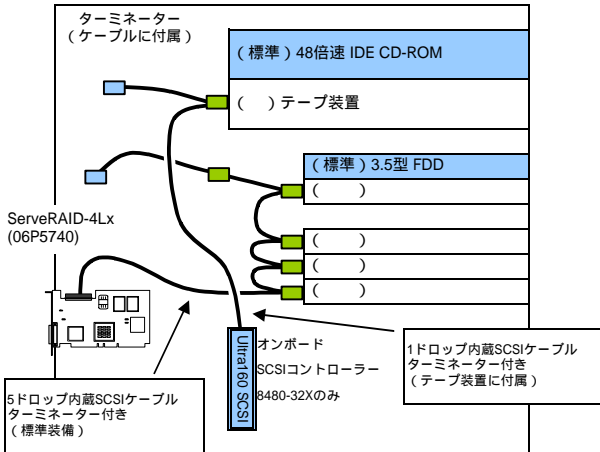 ターミネーター
(ケーブルに付属)
(標準)48倍速 IDE CD-ROM
(　)テープ装置
(標準)3.5型 FDD
(　　)
(　　)
(　　)
(　　)
ServeRAID-4Lx
(06P5740)
Ultra160 SCSI
オンボード
SCSIコントローラー
8480-32Xのみ
1ドロップ内蔵SCSIケーブル
ターミネーター付き
(テープ装置に付属)
5ドロップ内蔵SCSIケーブル
ターミネーター付き
(標準装備)